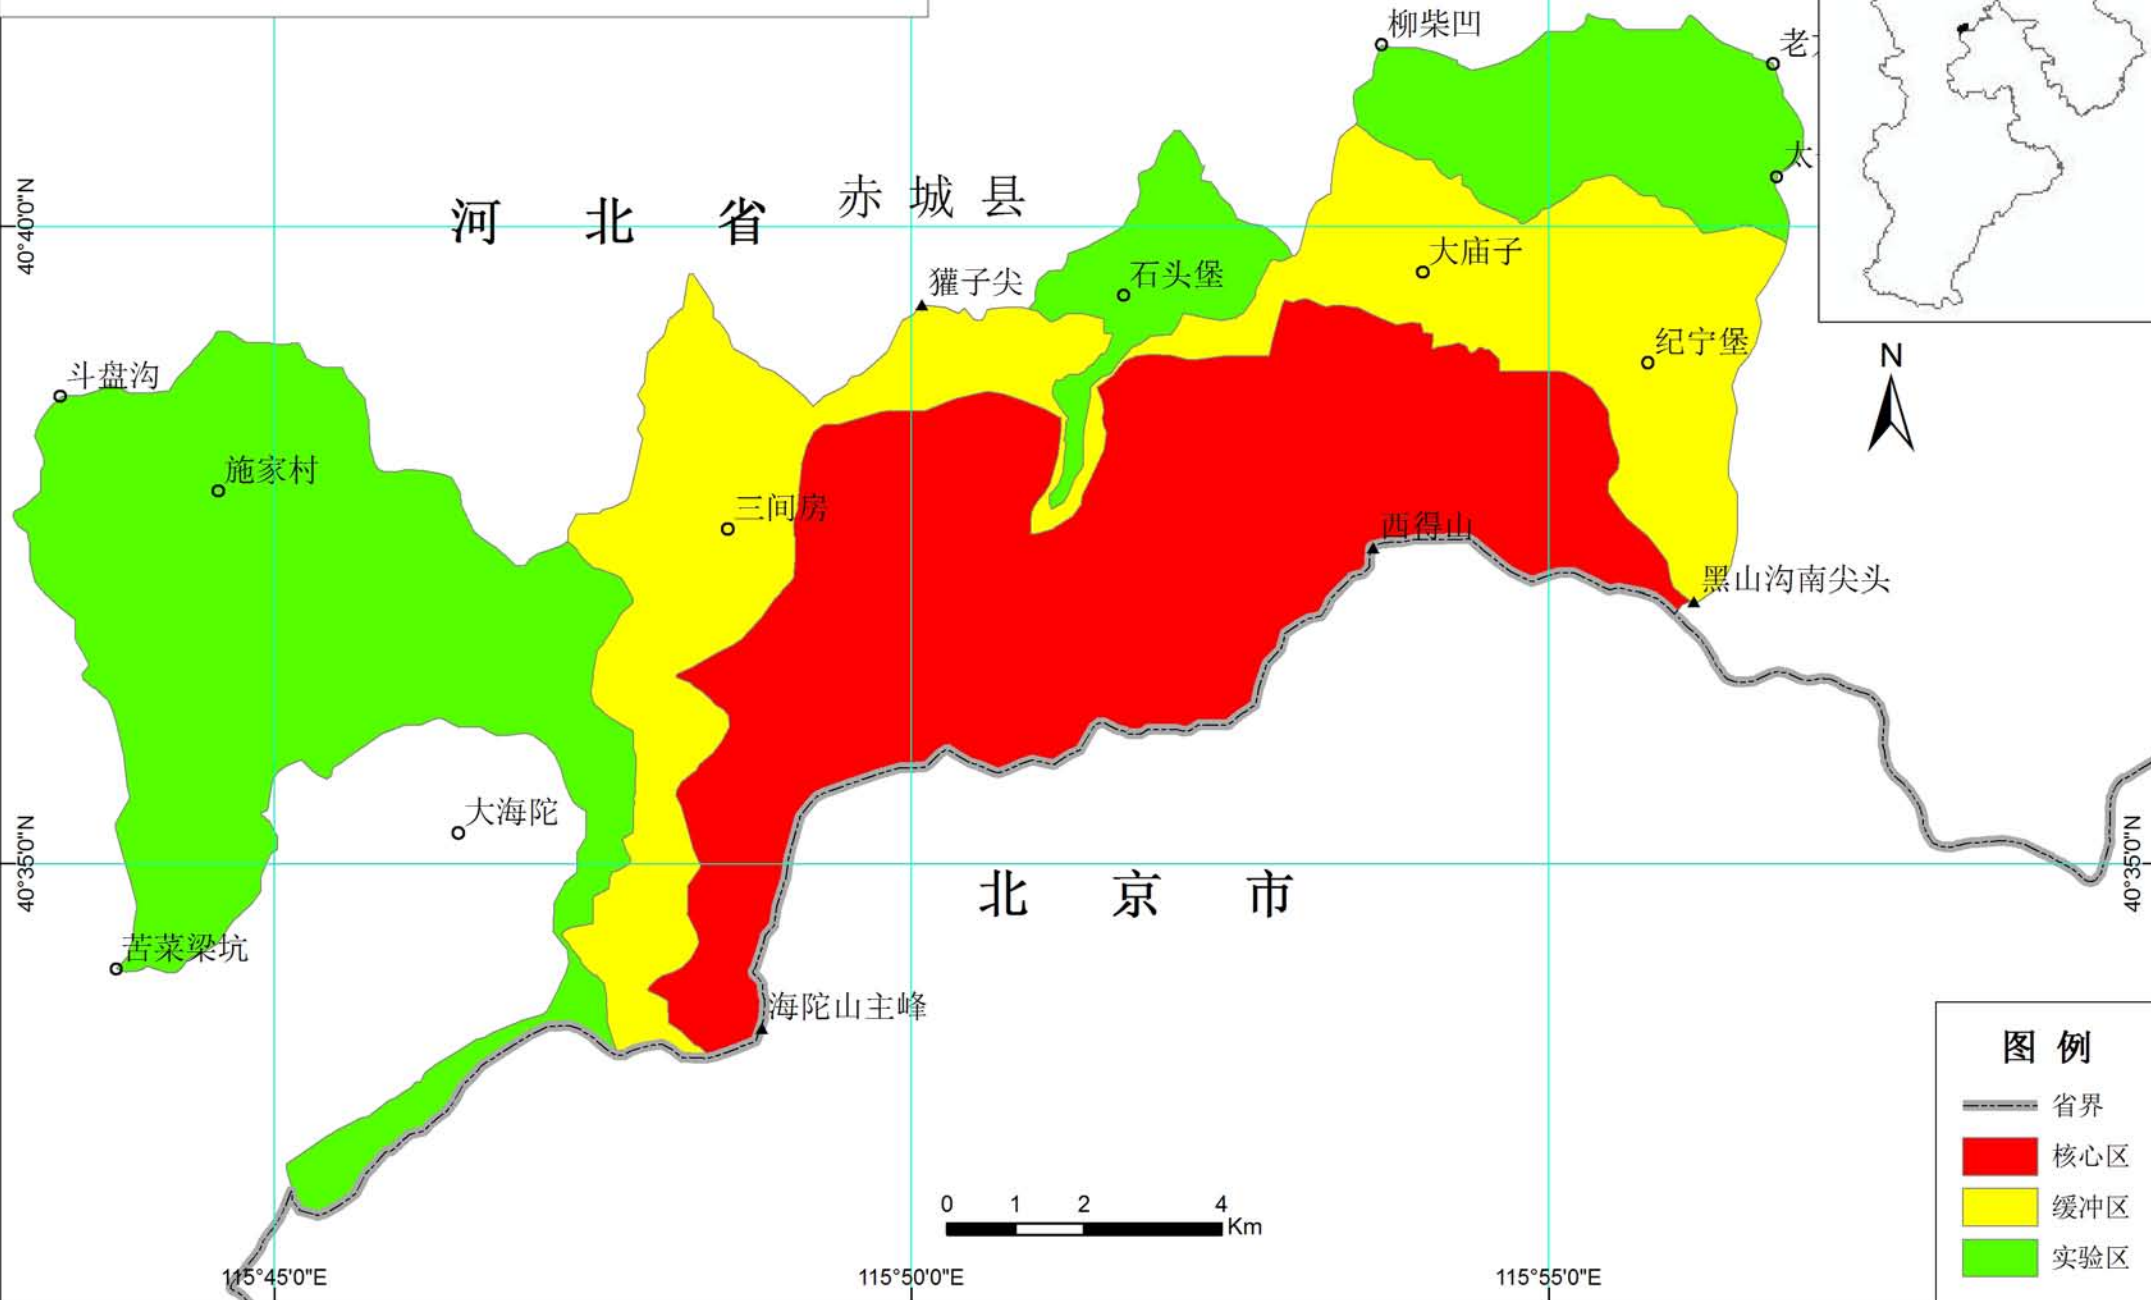 柳柴凹
老
太
河北省
赤城县
40°40'0"N
大庙子
石头堡
獾子尖
纪宁堡
N
斗盘沟
施家村
三间房
西得山
黑山沟南尖头
大海陀
40°35'0"N
40°35'0"N
北京市
苦菜梁坑
海陀山主峰
图例
省界
核心区
缓冲区
实验区
0 1 2 4
Km
115°45'0"E
115°50'0"E
115°55'0"E